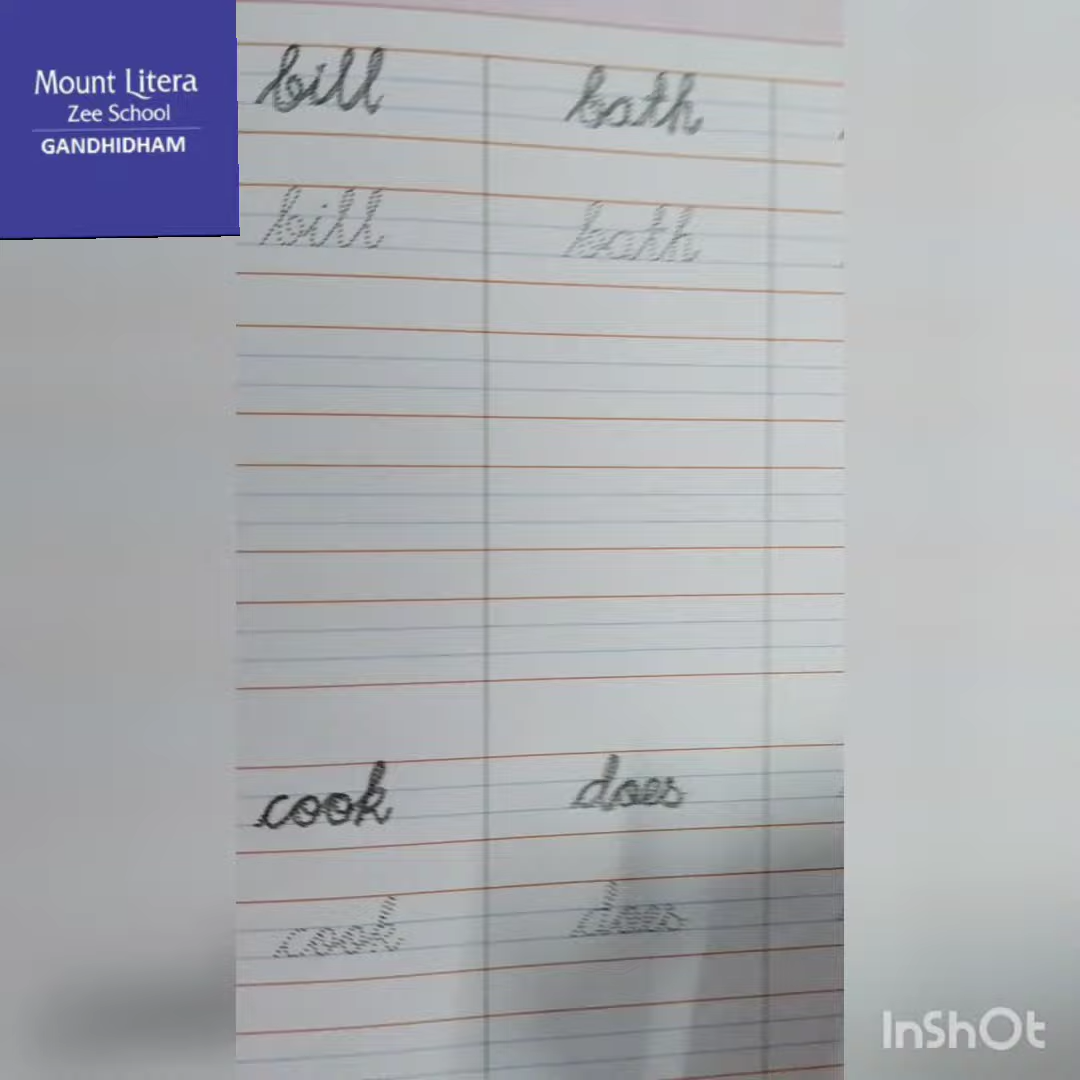 Mount Litera
Zee School
GANDHIDHAM
bill bath
bill bath
cook does
cook does
InShOt